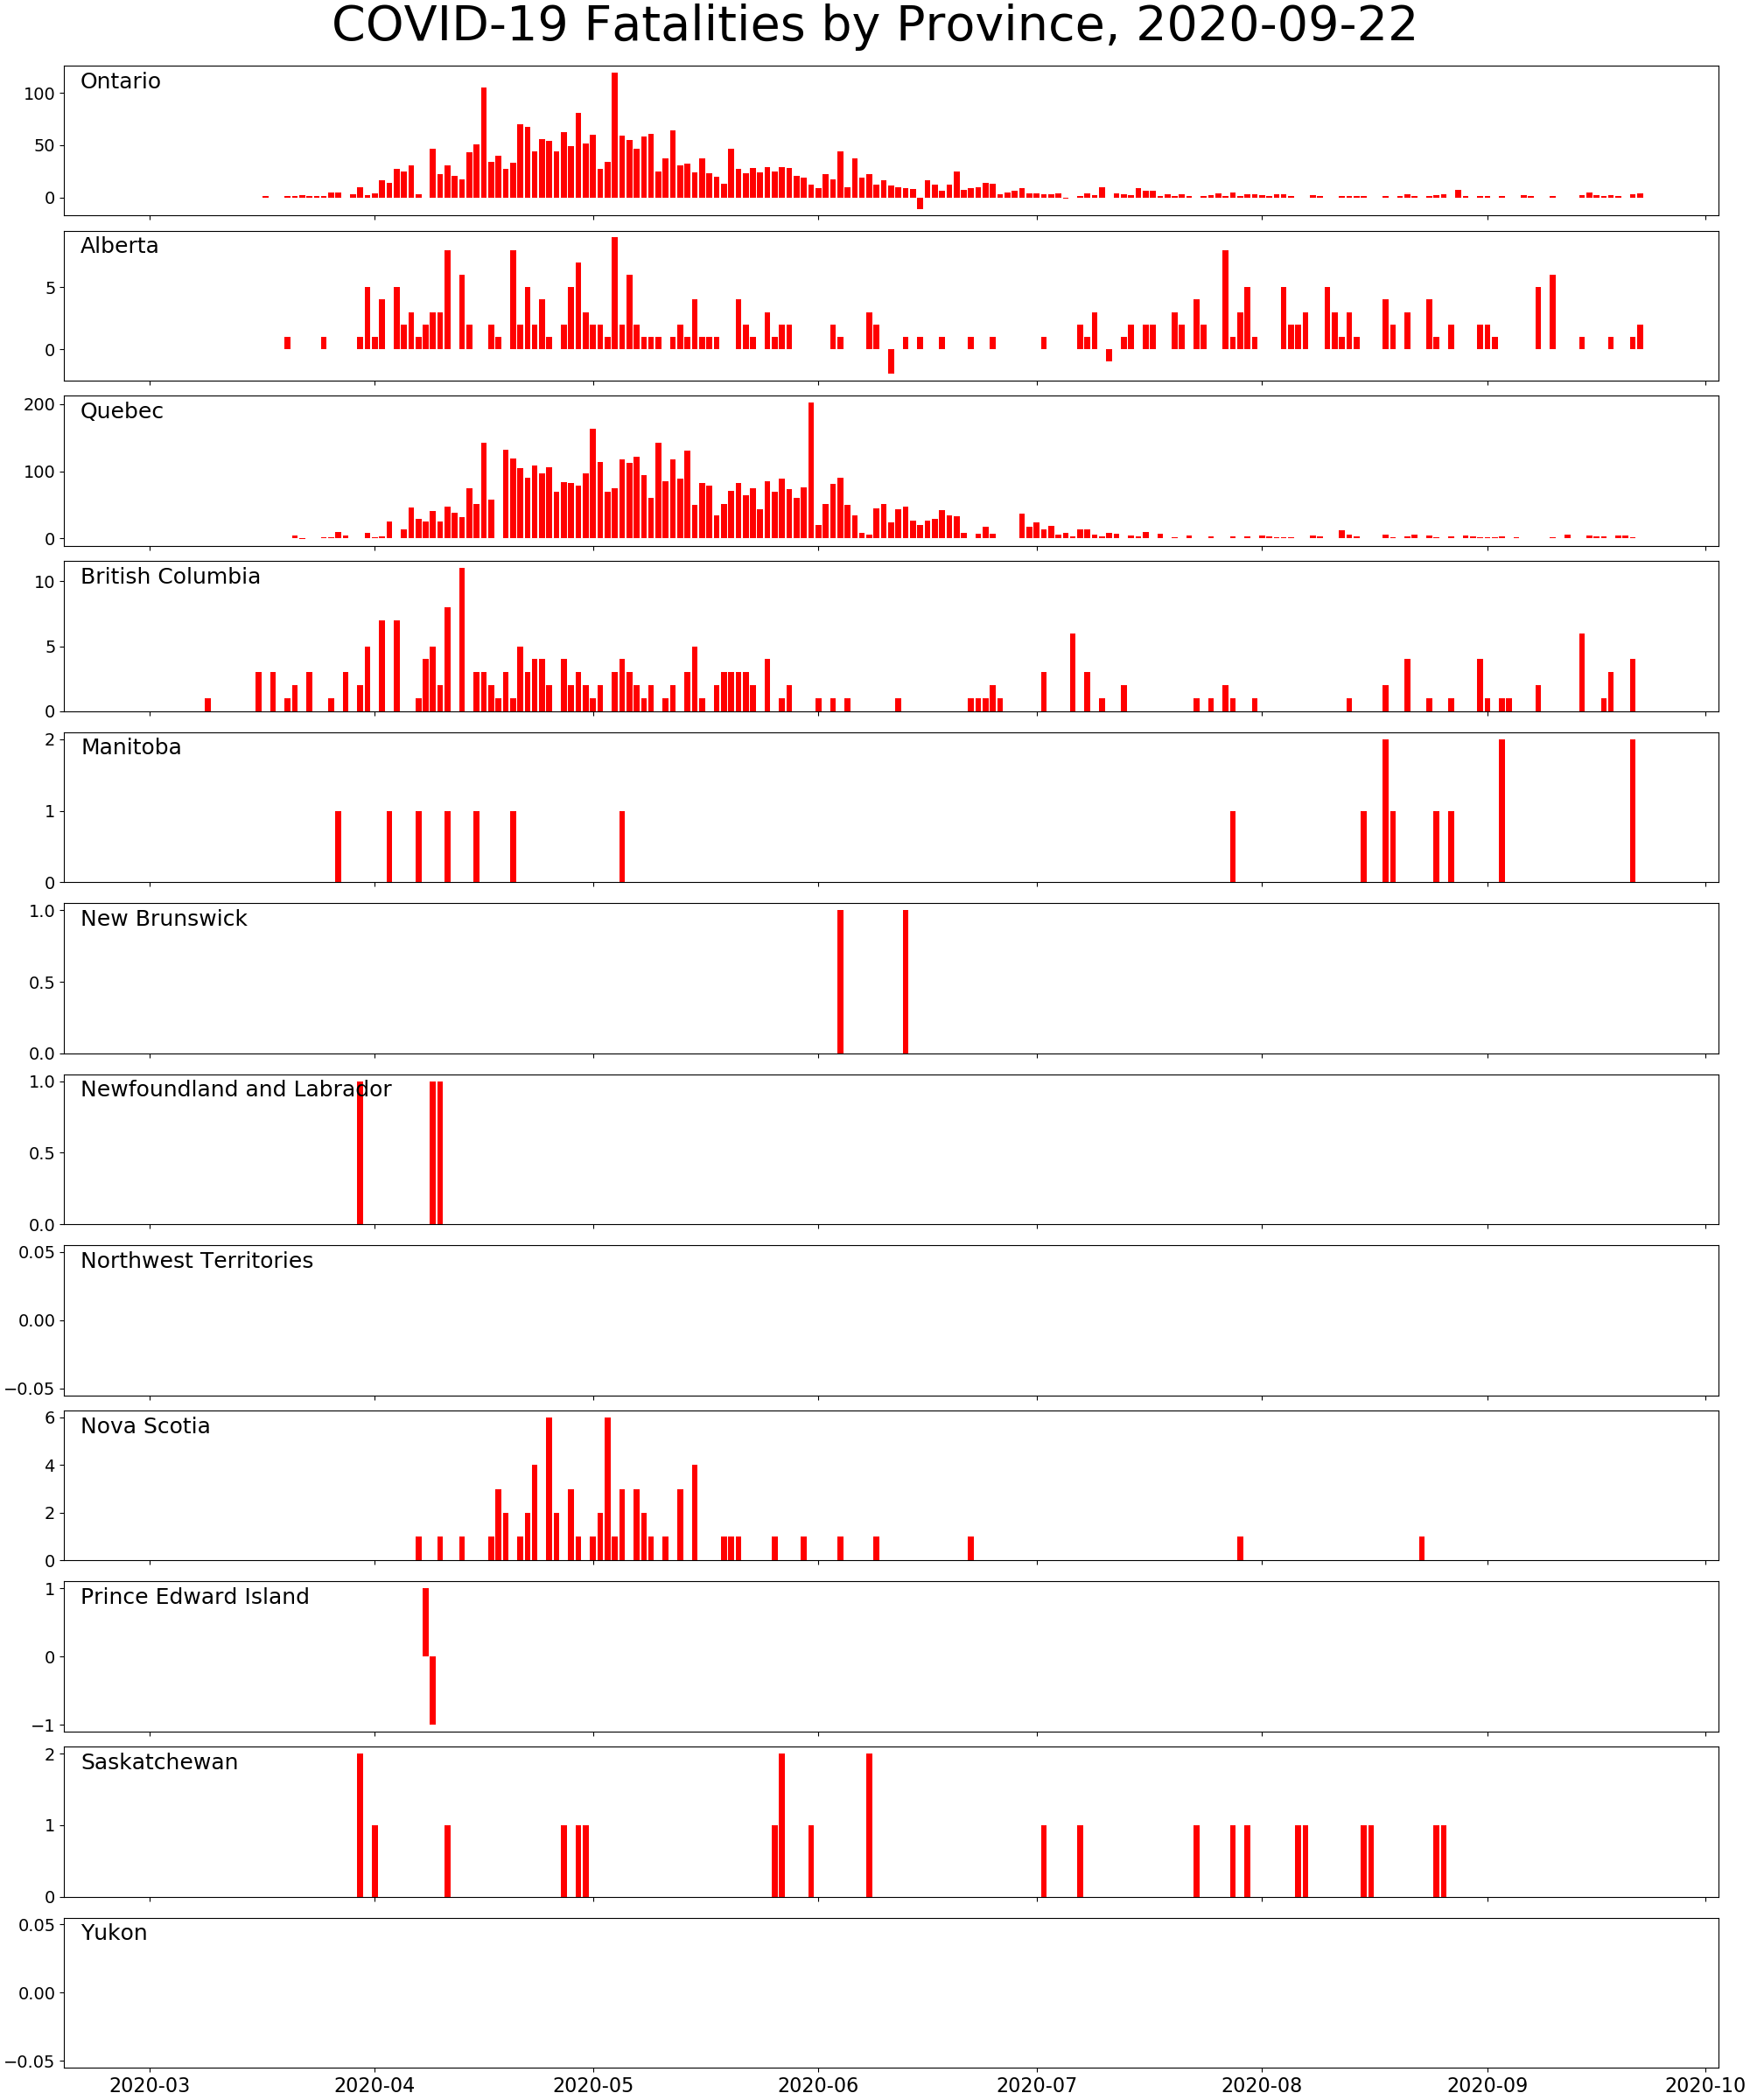 COVID-19 Fatalities by Province, 2020-09-22
Ontario
100
50
0
Alberta
5
0
Quebec
200
100
0
British Columbia
10
5
0
Manitoba
2
1
0
New Brunswick
1.0
0.5
0.0
Newfoundland and Labrador
1.0
0.5
0.0
Northwest Territories
0.05
0.00
−0.05
Nova Scotia
6
4
2
0
Prince Edward Island
1
0
−1
Saskatchewan
2
1
0
Yukon
0.05
0.00
−0.05
2020-03 2020-04 2020-05 2020-06 2020-07 2020-08 2020-09 2020-10